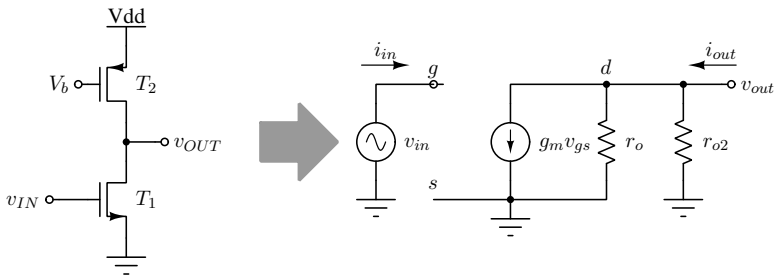 Vdd
V_b
T_2
v_OUT
v_IN
T_1
i_in
g
v_in
s
g_m v_gs
d
r_o
r_o2
i_out
v_out